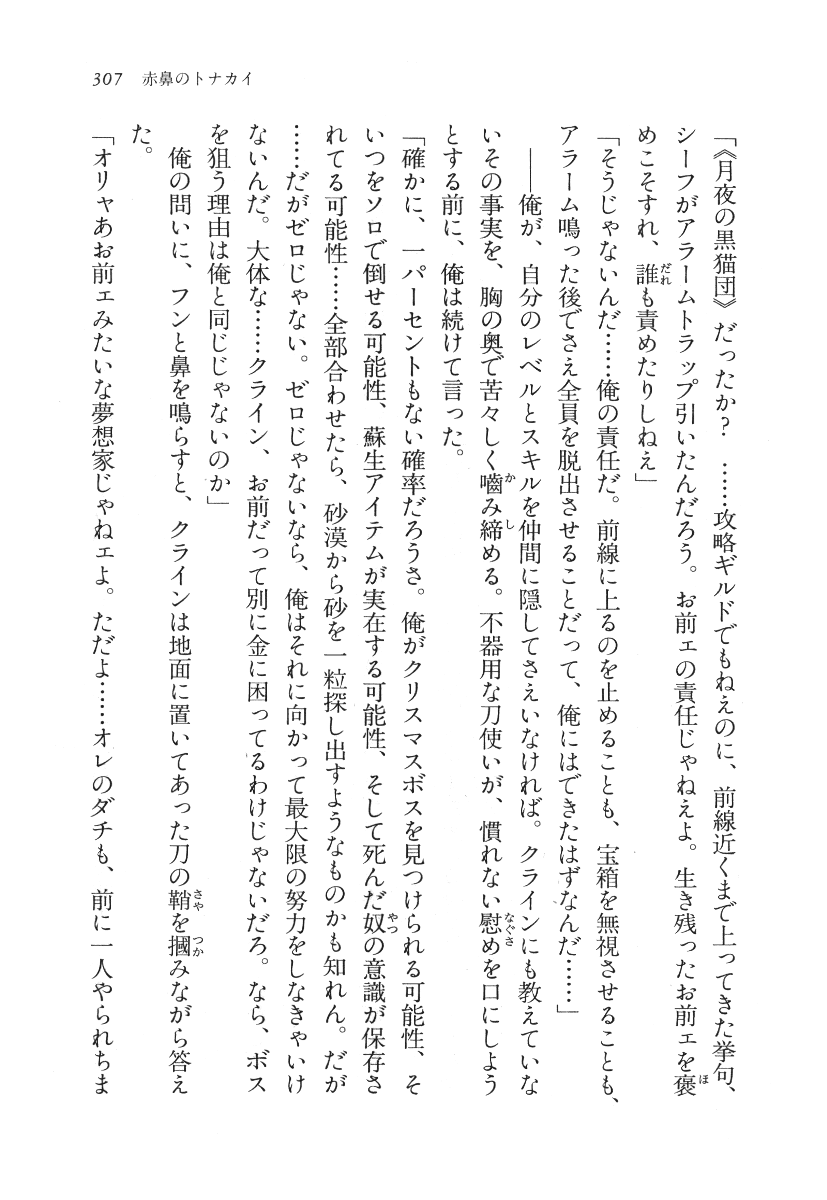 307　赤鼻のトナカイ
「《月夜の黒猫団》だったか？　……攻略ギルドでもねえのに、前線近くまで上ってきた挙句、
シーフがアラームトラップ引いたんだろう。お前ェの責任じゃねえよ。生き残ったお前ェを褒
めこそすれ、誰も責めたりしねえ」
「そうじゃないんだ……俺の責任だ。前線に上るのを止めることも、宝箱を無視させることも、
アラーム鳴った後でさえ全員を脱出させることだって、俺にはできたはずなんだ……」
――俺が、自分のレベルとスキルを仲間に隠してさえいなければ。クラインにも教えていな
いその事実を、胸の奥で苦々しく嚙み締める。不器用な刀使いが、慣れない慰めを口にしよう
とする前に、俺は続けて言った。
「確かに、一パーセントもない確率だろうさ。俺がクリスマスボスを見つけられる可能性、そ
いつをソロで倒せる可能性、蘇生アイテムが実在する可能性、そして死んだ奴の意識が保存さ
れてる可能性……全部合わせたら、砂漠から砂を一粒探し出すようなものかも知れん。だが
……だがゼロじゃない。ゼロじゃないなら、俺はそれに向かって最大限の努力をしなきゃいけ
ないんだ。大体な……クライン、お前だって別に金に困ってるわけじゃないだろ。なら、ボス
を狙う理由は俺と同じじゃないのか」
俺の問いに、フンと鼻を鳴らすと、クラインは地面に置いてあった刀の鞘を摑みながら答え
た。
「オリャあお前ェみたいな夢想家じゃねェよ。ただよ……オレのダチも、前に一人やられちま